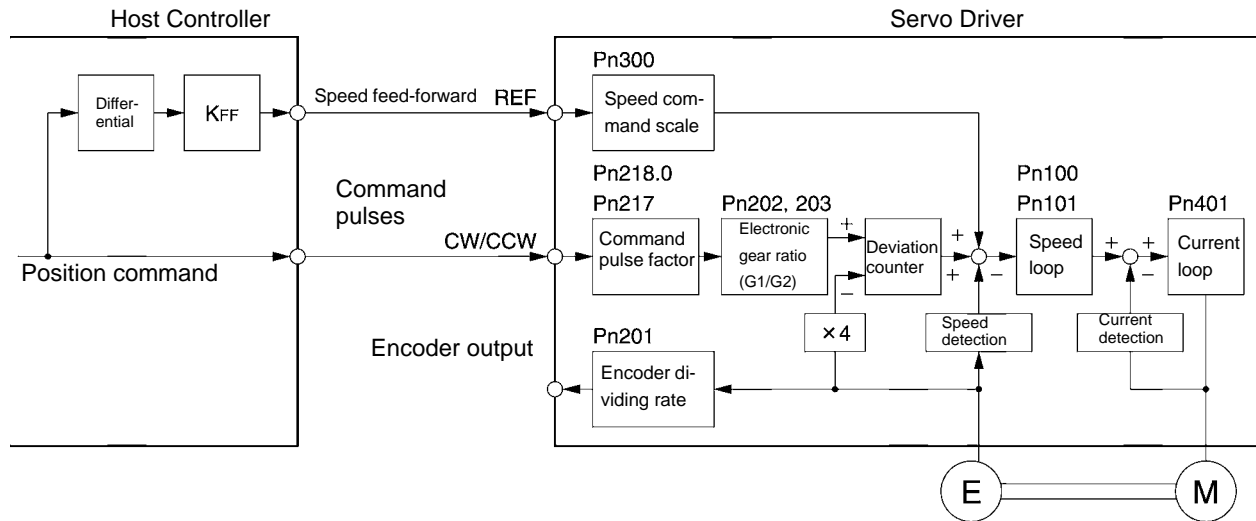 Host Controller
Servo Driver
Differ-
ential
KFF
Speed feed-forward
REF
Pn300
Speed com-
mand scale
Position command
Command
pulses
CW/CCW
Pn218.0
Pn217
Command
pulse factor
Pn202, 203
Electronic
gear ratio
(G1/G2)
+
−
Deviation
counter
+
+
−
Pn100
Pn101
Speed
loop
+
−
+
Pn401
Current
loop
×4
Speed
detection
Current
detection
Encoder output
Pn201
Encoder di-
viding rate
E
M